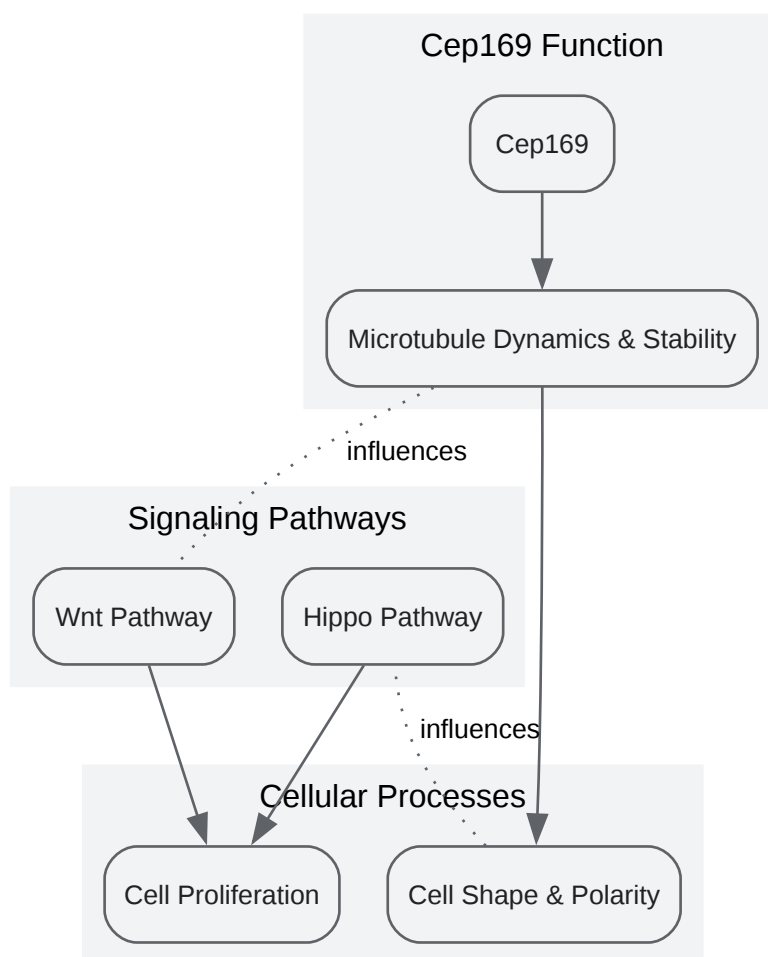 Cep169 Function
Cep169
Microtubule Dynamics & Stability
influences
Signaling Pathways
Wnt Pathway
Hippo Pathway
influences
Cellular Processes
Cell Proliferation
Cell Shape & Polarity